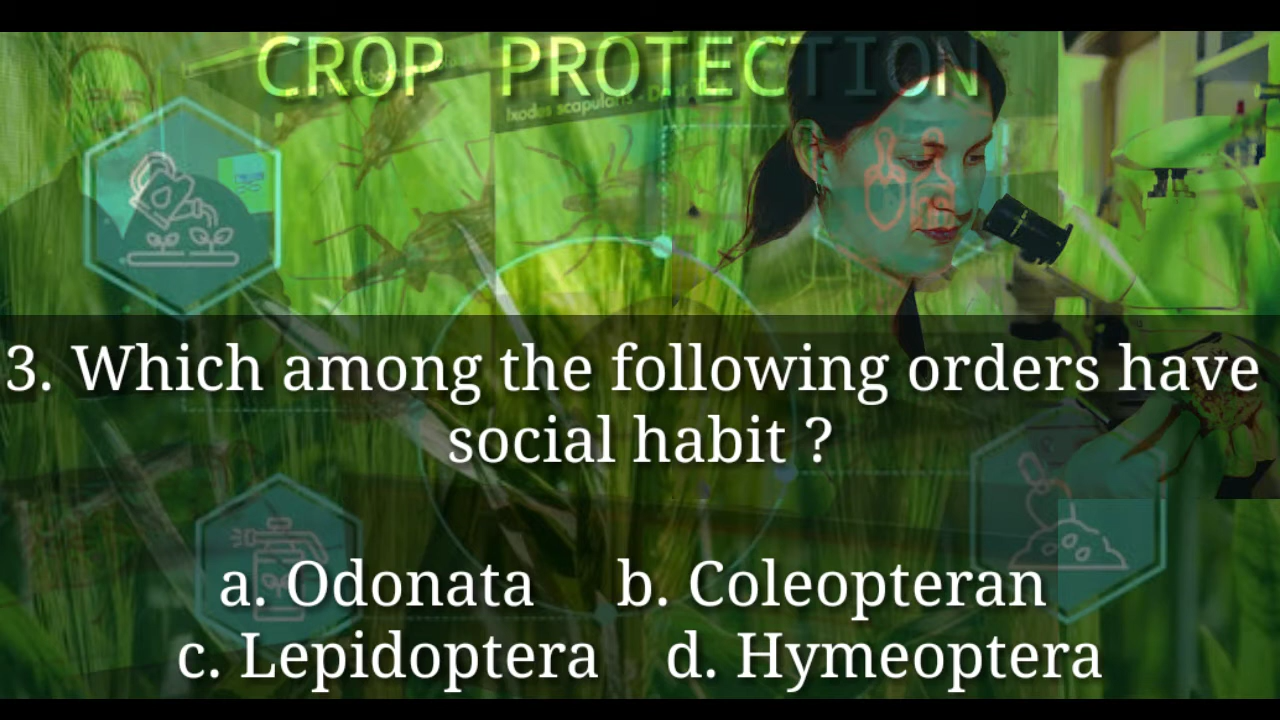 CROP PROTECTION
Ixodes scapularis
3. Which among the following orders have
social habit ?
a. Odonata b. Coleopteran
c. Lepidoptera d. Hymeoptera